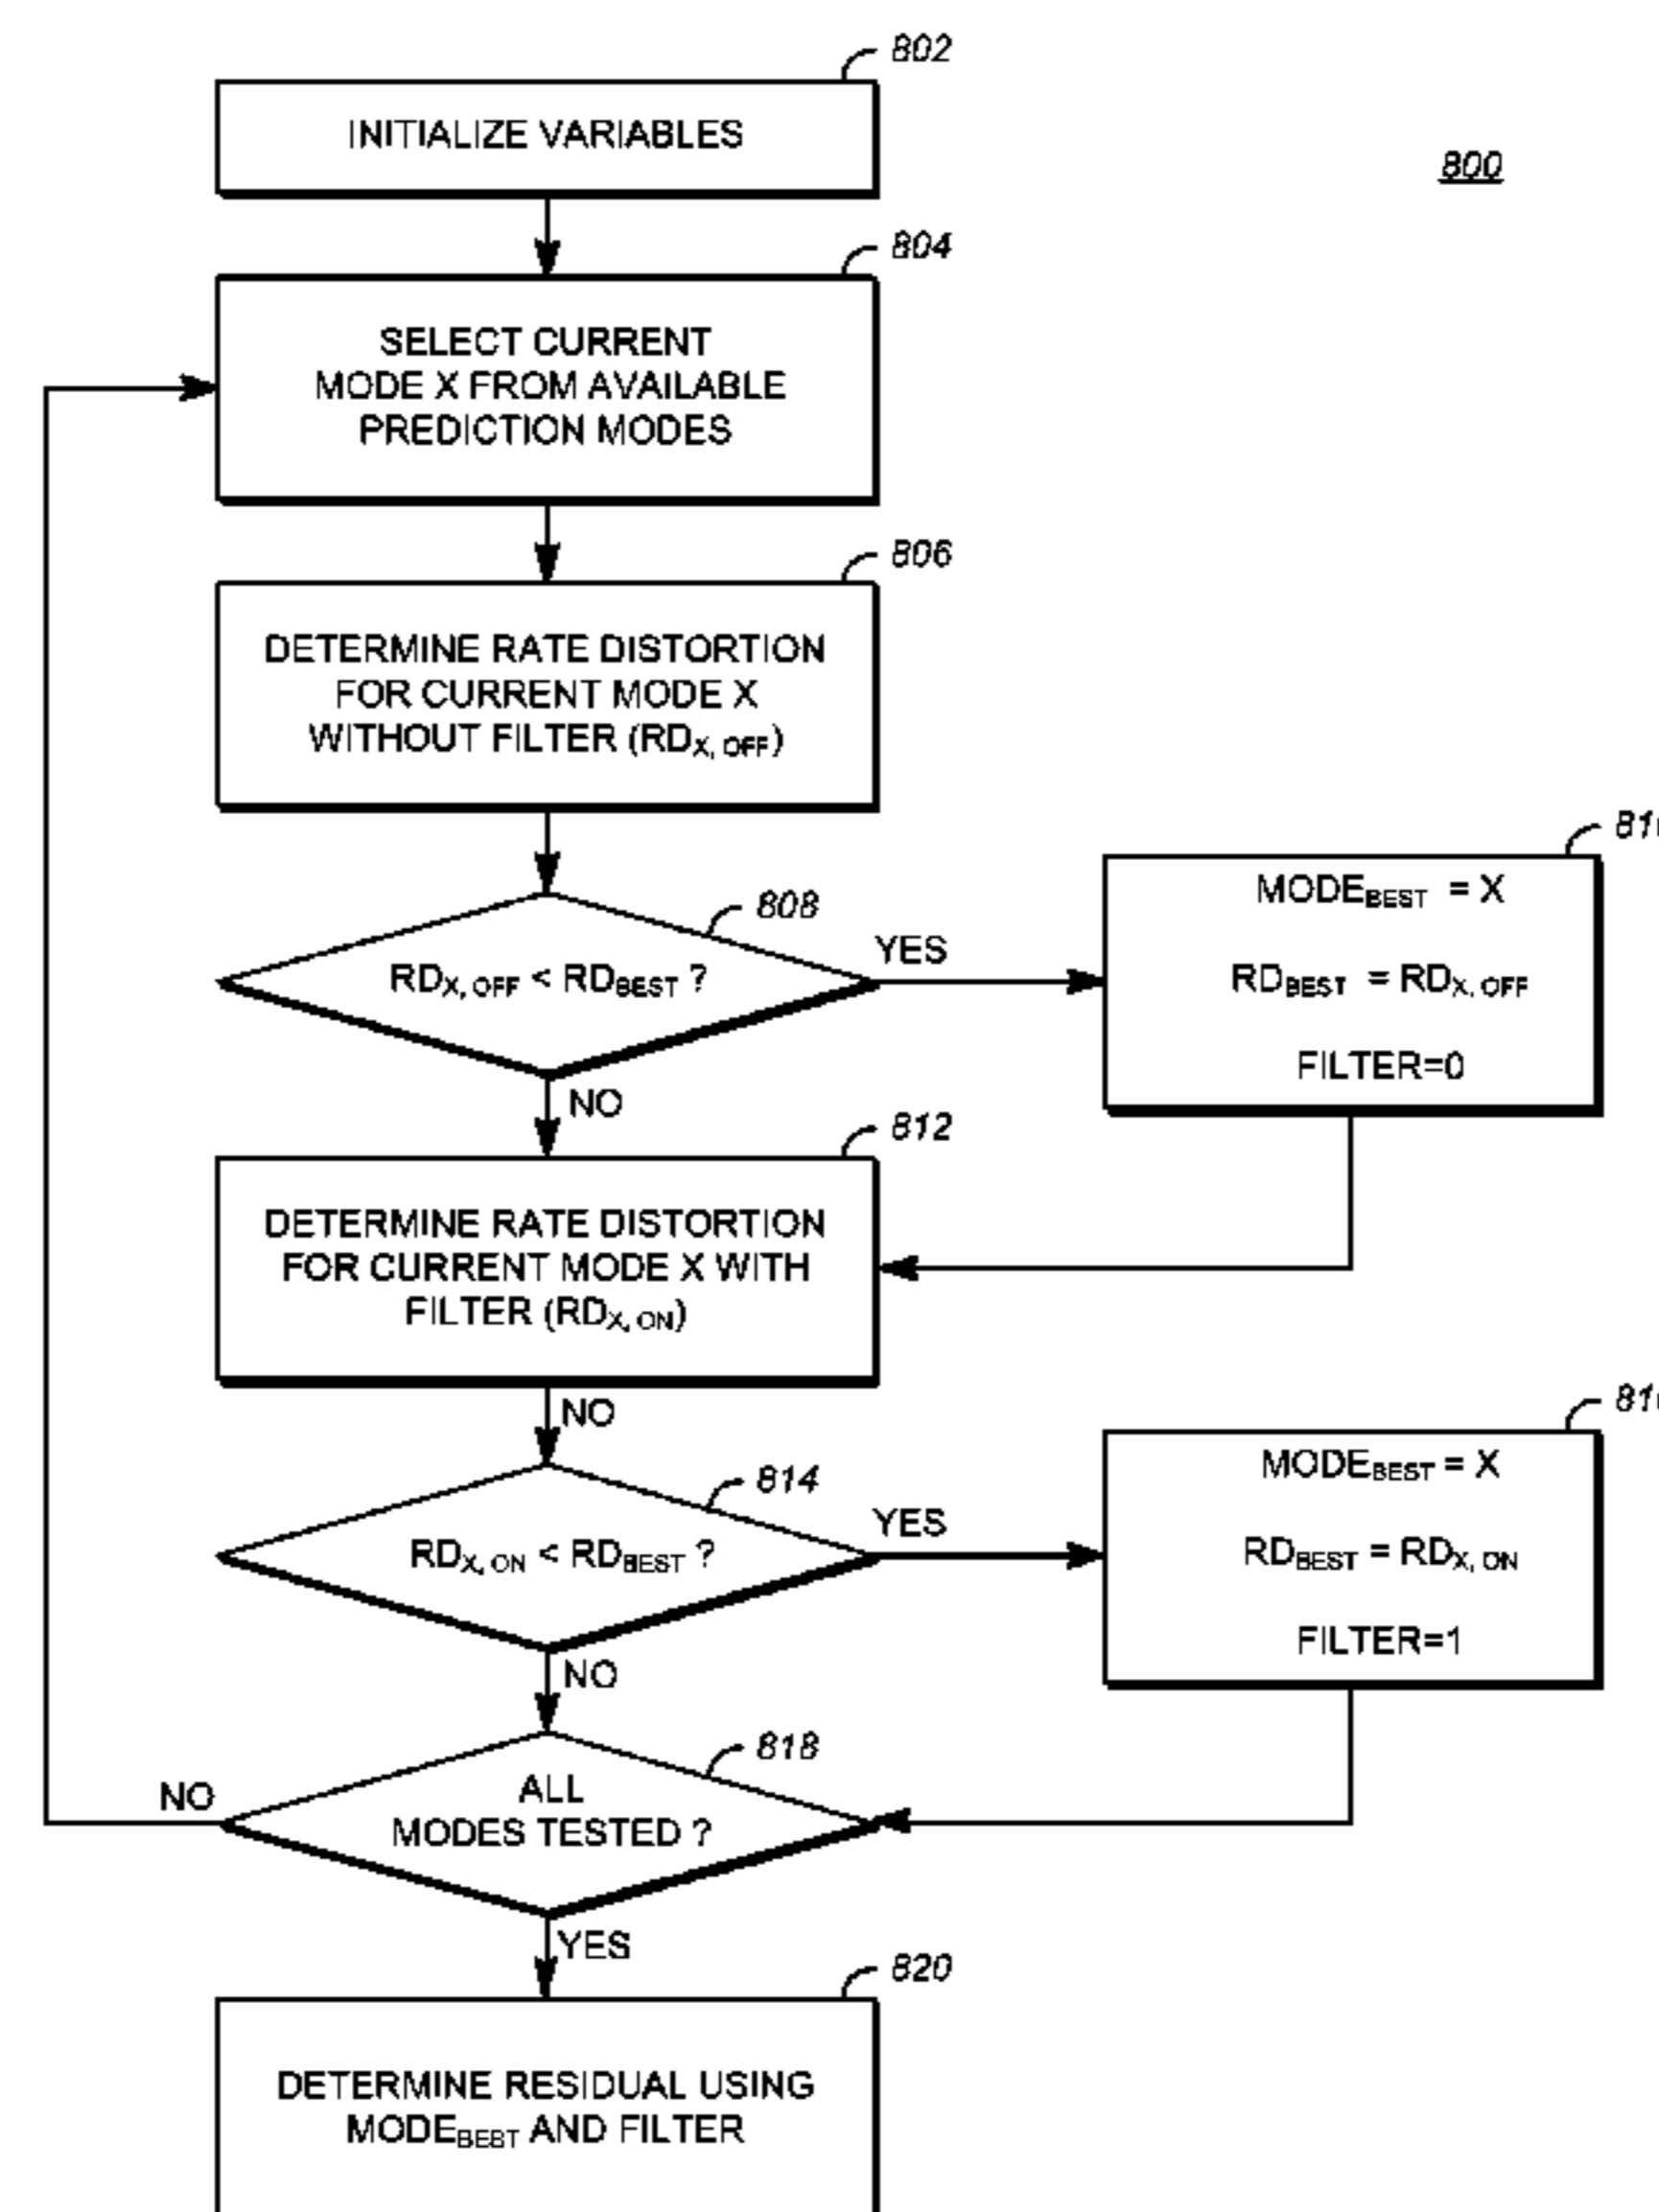 802
INITIALIZE VARIABLES
800
804
SELECT CURRENT
MODE X FROM AVAILABLE
PREDICTION MODES
806
DETERMINE RATE DISTORTION
FOR CURRENT MODE X
WITHOUT FILTER (RDX, OFF)
808
RDX, OFF < RDBEST ?
YES
NO
MODEBEST = X
RDBEST = RDX, OFF
FILTER=0
812
DETERMINE RATE DISTORTION
FOR CURRENT MODE X WITH
FILTER (RDX, ON)
NO
814
RDX, ON < RDBEST ?
YES
NO
MODEBEST = X
RDBEST = RDX, ON
FILTER=1
818
ALL
MODES TESTED ?
NO
YES
820
DETERMINE RESIDUAL USING
MODEBEST AND FILTER